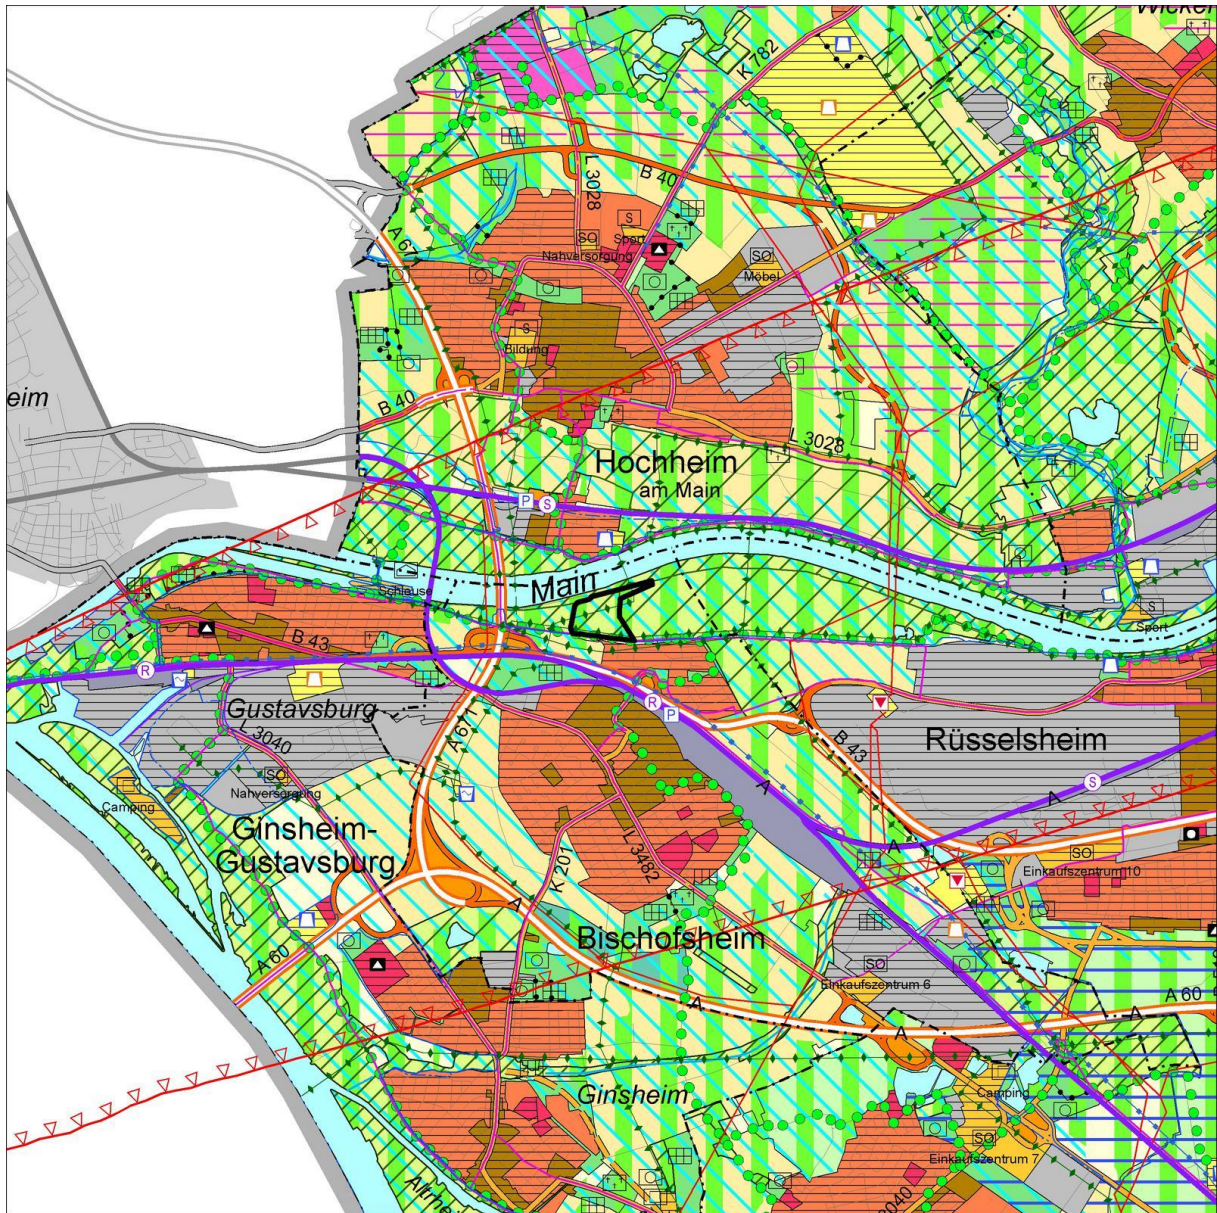 Wicker
K 782
L 3028
B 40
A 671
S
Sport
SO
Nahversorgung
SO
Möbel
S
Bildung
eim
B 40
L 3028
Hochheim
am Main
P
S
Main
Schleuse
S
Sport
B 43
R
R
P
Gustavsburg
L 3040
A 67
B 43
Rüsselsheim
SO
Nahversorgung
Camping
A
A
S
A
Ginsheim-
Gustavsburg
K 201
L 3482
SO
Einkaufszentrum 10
A
Bischofsheim
A 60
SO
Einkaufszentrum 6
A
A
A
A 60
Ginsheim
Camping
SO
Einkaufszentrum 7
Altrhe
3040